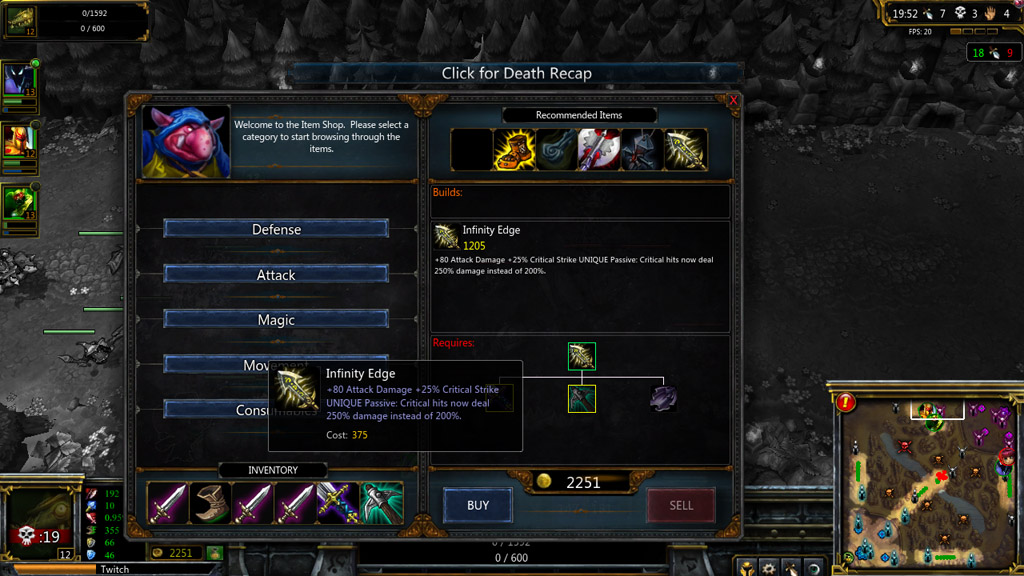 0/1592
12
0 / 600
19:52 7 3 4
FPS: 20
18 9
Click for Death Recap
13
12
13
Welcome to the Item Shop. Please select a
category to start browsing through the
items.
Recommended Items
Builds:
Infinity Edge
1205
+80 Attack Damage +25% Critical Strike UNIQUE Passive: Critical hits now deal
250% damage instead of 200%.
Defense
Attack
Magic
Requires:
Infinity Edge
+80 Attack Damage +25% Critical Strike
UNIQUE Passive: Critical hits now deal
250% damage instead of 200%.
Cost: 375
INVENTORY
2251
BUY
SELL
:19
12
192
10
355
66
46
2251
Twitch
0 / 1592
0 / 600